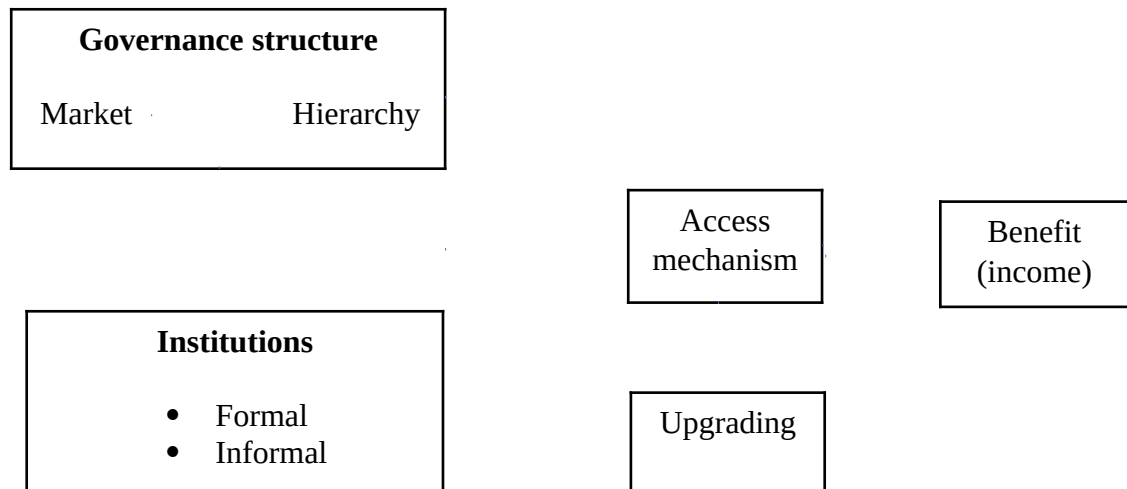 Governance structure
Market Hierarchy
Access
mechanism
Benefit
(income)
Institutions
• Formal
• Informal
Upgrading